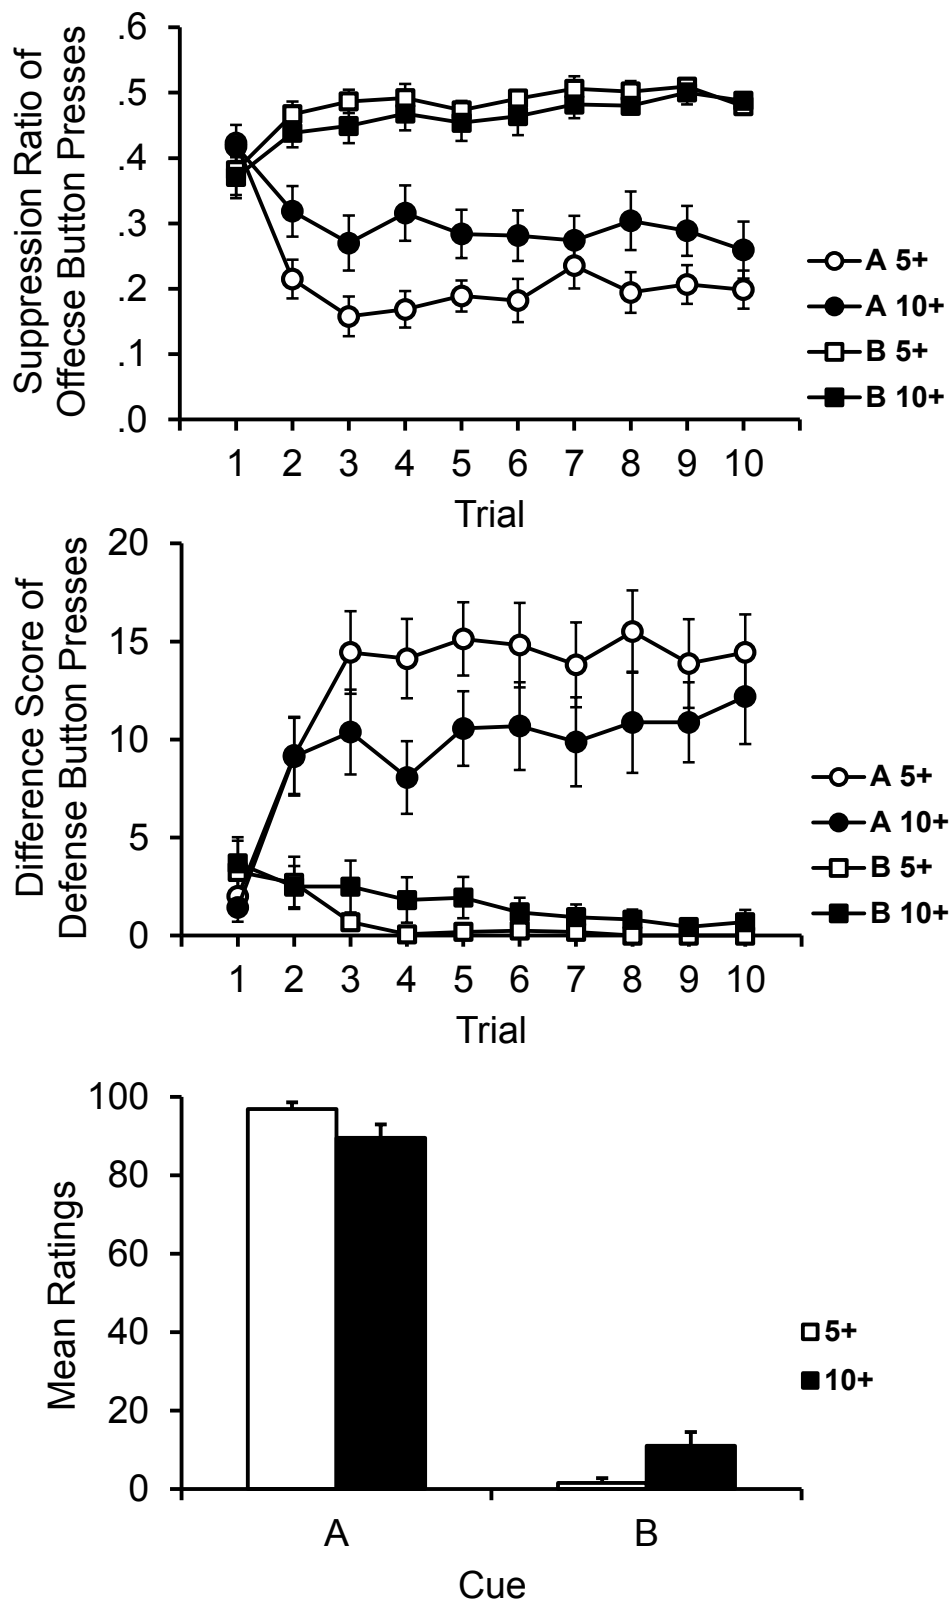 Suppression Ratio of
Offecse Button Presses
.6
.5
.4
.3
.2
.1
.0
1 2 3 4 5 6 7 8 9 10
Trial
A 5+
A 10+
B 5+
B 10+
Difference Score of
Defense Button Presses
20
15
10
5
0
1 2 3 4 5 6 7 8 9 10
Trial
A 5+
A 10+
B 5+
B 10+
Mean Ratings
100
80
60
40
20
0
A B
Cue
5+
10+